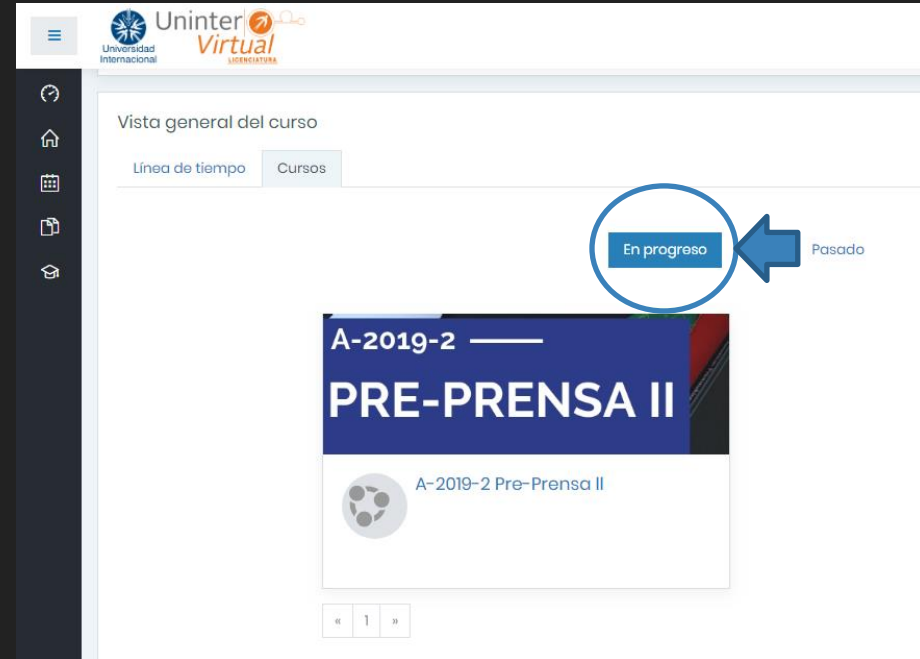 Uninter
Virtual
LICENCIATURA
Universidad
Internacional
Vista general del curso
Línea de tiempo
Cursos
En progreso
Pasado
A-2019-2
PRE-PRENSA II
A-2019-2 Pre-Prensa II
« 1 »